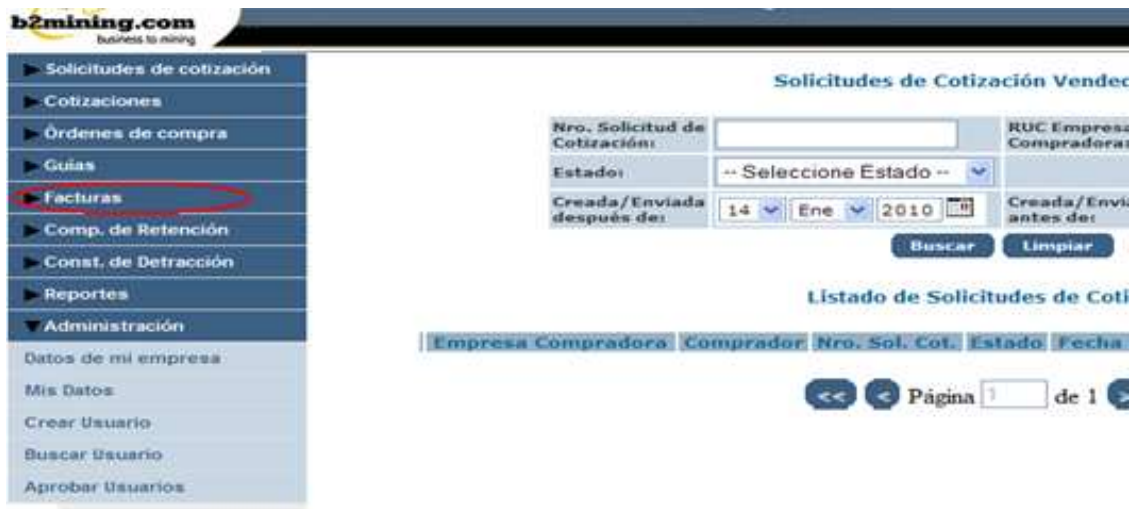 b2mining.com
business to mining
Solicitudes de cotización
Cotizaciones
Órdenes de compra
Guías
Facturas
Comp. de Retención
Const. de Detracción
Reportes
Administración
Datos de mi empresa
Mis Datos
Crear Usuario
Buscar Usuario
Aprobar Usuarios
Solicitudes de Cotización Vended
Nro. Solicitud de Cotización:
RUC Empresa Compradora:
Estado:
-- Seleccione Estado --
Creada/Enviada después de:
14 Ene 2010
Creada/Envia antes de:
Buscar Limpiar
Listado de Solicitudes de Coti
Empresa Compradora Comprador Nro. Sol. Cot. Estado Fecha
<< < Página 1 de 1 >